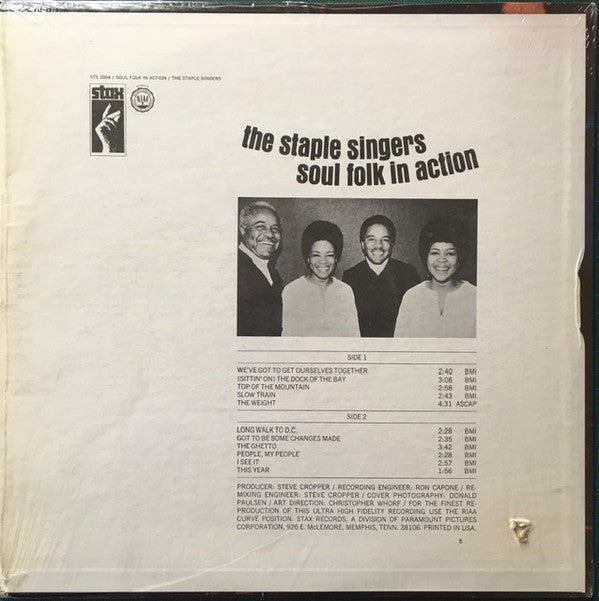 STS 2004 / SOUL FOLK IN ACTION / THE STAPLE SINGERS
stax
RIAA
the staple singers
soul folk in action
SIDE 1
WE'VE GOT TO GET OURSELVES TOGETHER 2:40 BMI
(SITTIN' ON) THE DOCK OF THE BAY 3:08 BMI
TOP OF THE MOUNTAIN 2:58 BMI
SLOW TRAIN 2:43 BMI
THE WEIGHT 4:31 ASCAP
SIDE 2
LONG WALK TO D.C. 2:28 BMI
GOT TO BE SOME CHANGES MADE 2:35 BMI
THE GHETTO 3:42 BMI
PEOPLE, MY PEOPLE 2:28 BMI
I SEE IT 2:57 BMI
THIS YEAR 1:56 BMI
PRODUCER: STEVE CROPPER / RECORDING ENGINEER: RON CAPONE / RE-
MIXING ENGINEER: STEVE CROPPER / COVER PHOTOGRAPHY: DONALD
PAULSEN / ART DIRECTION: CHRISTOPHER WHORF / FOR THE FINEST RE-
PRODUCTION OF THIS ULTRA HIGH FIDELITY RECORDING USE THE RIAA
CURVE POSITION. STAX RECORDS, A DIVISION OF PARAMOUNT PICTURES
CORPORATION, 926 E. McLEMORE, MEMPHIS, TENN. 38106. PRINTED IN USA.
5